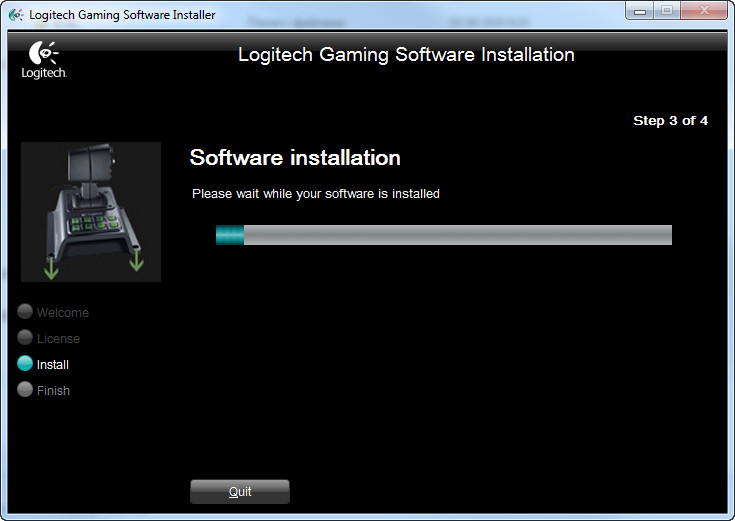 Logitech Gaming Software Installer
Logitech
Logitech Gaming Software Installation
Step 3 of 4
Software installation
Please wait while your software is installed
Welcome
License
Install
Finish
Quit